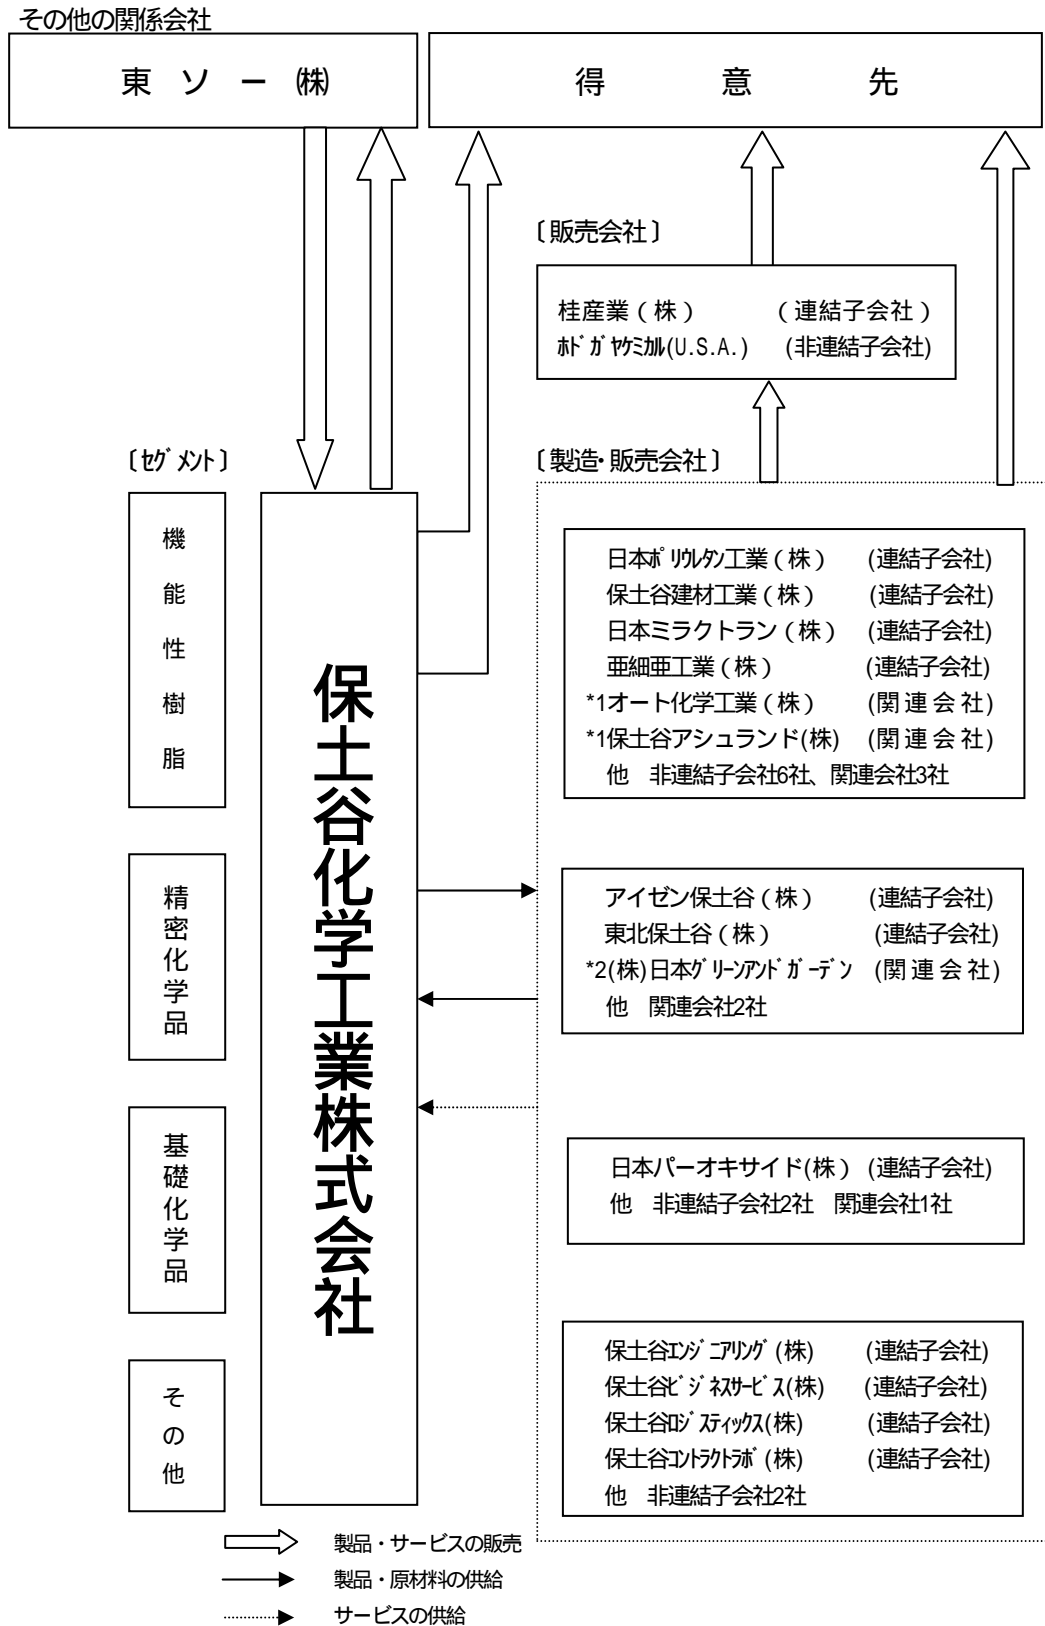 その他の関係会社
東ソー㈱
得意先
〔販売会社〕
桂産業(株) (連結子会社)
ﾎﾄﾞｶﾞﾔｹﾐｶﾙ(U.S.A.) (非連結子会社)
〔ｾｸﾞﾒﾝﾄ〕
〔製造・販売会社〕
機能性樹脂
精密化学品
基礎化学品
その他
保土谷化学工業株式会社
日本ﾎﾟﾘｳﾚﾀﾝ工業(株) (連結子会社)
保土谷建材工業(株) (連結子会社)
日本ミラクトラン(株) (連結子会社)
亜細亜工業(株) (連結子会社)
*1オート化学工業(株) (関連会社)
*1保土谷アシュランド(株) (関連会社)
他 非連結子会社6社、関連会社3社
アイゼン保土谷(株) (連結子会社)
東北保土谷(株) (連結子会社)
*2(株)日本ｸﾞﾘｰﾝｱﾝﾄﾞｶﾞｰﾃﾞﾝ (関連会社)
他 関連会社2社
日本パーオキサイド(株) (連結子会社)
他 非連結子会社2社 関連会社1社
保土谷ｴﾝｼﾞﾆｱﾘﾝｸﾞ(株) (連結子会社)
保土谷ﾋﾞｼﾞﾈｽｻｰﾋﾞｽ(株) (連結子会社)
保土谷ﾛｼﾞｽﾃｨｯｸｽ(株) (連結子会社)
保土谷ｺﾝﾄﾗｸﾄﾗﾎﾞ(株) (連結子会社)
他 非連結子会社2社
製品・サービスの販売
製品・原材料の供給
サービスの供給